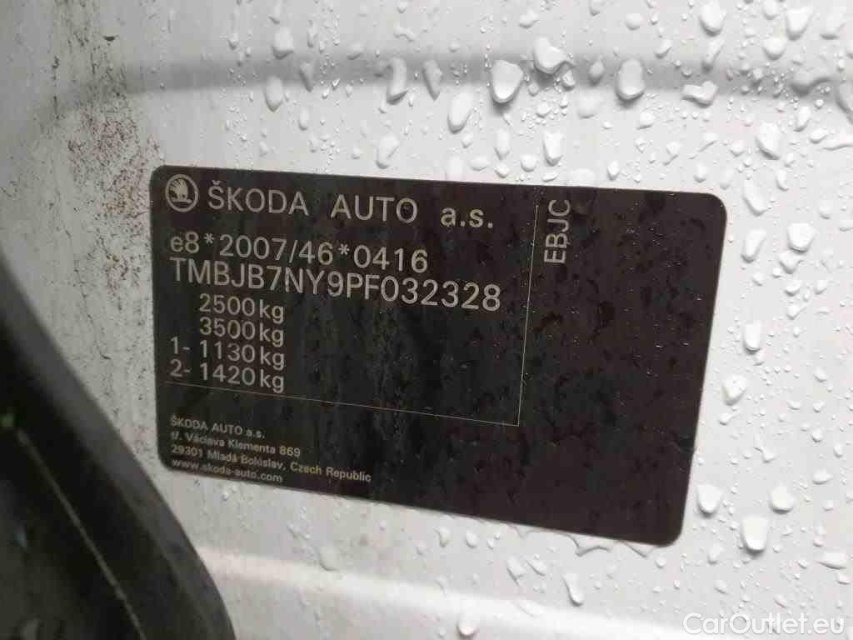 ŠKODA AUTO a.s.
EBJC
e8*2007/46*0416
TMBJB7NY9PF032328
2500kg
3500kg
1- 1130kg
2- 1420kg
ŠKODA AUTO a.s.
tř. Václava Klementa 869
29301 Mladá Boleslav, Czech Republic
www.skoda-auto.com
CarOutlet.eu